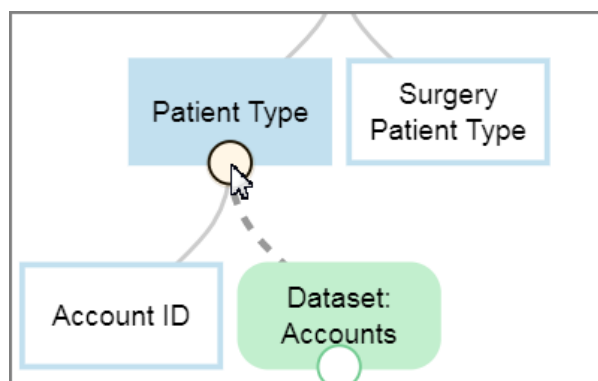 Patient Type
Surgery
Patient Type
Account ID
Dataset:
Accounts